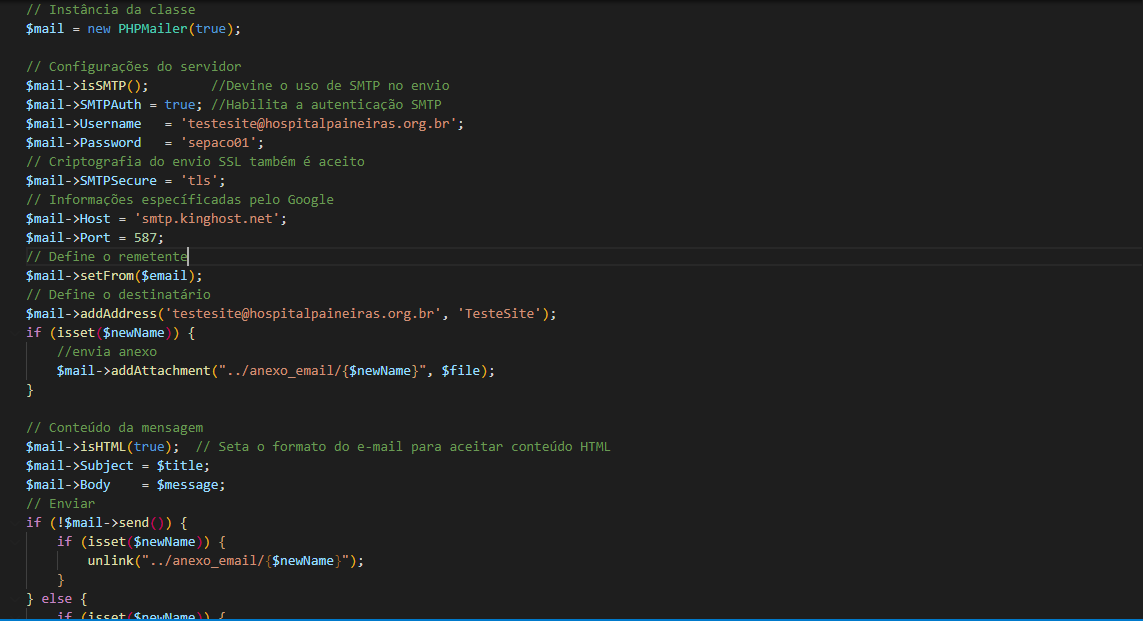 // Instância da classe
$mail = new PHPMailer(true);
// Configurações do servidor
$mail->isSMTP();        //Devine o uso de SMTP no envio
$mail->SMTPAuth = true; //Habilita a autenticação SMTP
$mail->Username   = 'testesite@hospitalpaineiras.org.br';
$mail->Password   = 'sepaco01';
// Criptografia do envio SSL também é aceito
$mail->SMTPSecure = 'tls';
// Informações específicadas pelo Google
$mail->Host = 'smtp.kinghost.net';
$mail->Port = 587;
// Define o remetente
$mail->setFrom($email);
// Define o destinatário
$mail->addAddress('testesite@hospitalpaineiras.org.br', 'TesteSite');
if (isset($newName)) {
    //envia anexo
    $mail->addAttachment("../anexo_email/{$newName}", $file);
}
// Conteúdo da mensagem
$mail->isHTML(true);  // Seta o formato do e-mail para aceitar conteúdo HTML
$mail->Subject = $title;
$mail->Body    = $message;
// Enviar
if (!$mail->send()) {
    if (isset($newName)) {
        unlink("../anexo_email/{$newName}");
    }
} else {
    if (isset($newName)) {